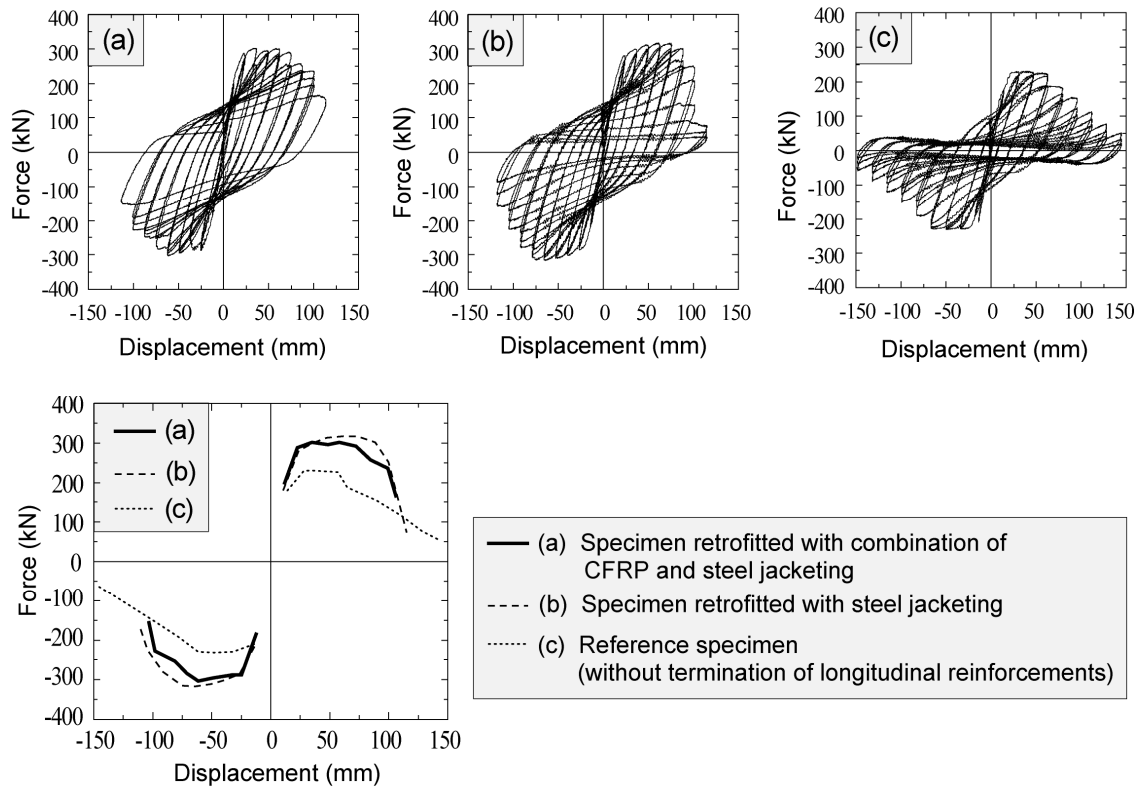 (a)
400
300
200
100
0
-100
-200
-300
-400
Force (kN)
-150 -100 -50 0 50 100 150
Displacement (mm)
(b)
400
300
200
100
0
-100
-200
-300
-400
Force (kN)
-150 -100 -50 0 50 100 150
Displacement (mm)
(c)
400
300
200
100
0
-100
-200
-300
-400
Force (kN)
-150 -100 -50 0 50 100 150
Displacement (mm)
400
300
200
100
0
-100
-200
-300
-400
Force (kN)
(a)
(b)
(c)
-150 -100 -50 0 50 100 150
Displacement (mm)
(a) Specimen retrofitted with combination of
CFRP and steel jacketing
(b) Specimen retrofitted with steel jacketing
(c) Reference specimen
(without termination of longitudinal reinforcements)